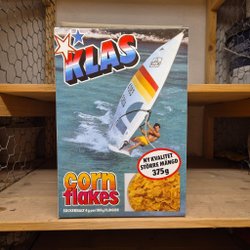 KLAS
NY KVALITET
STÖRRE MÄNGD
375g
corn
flakes